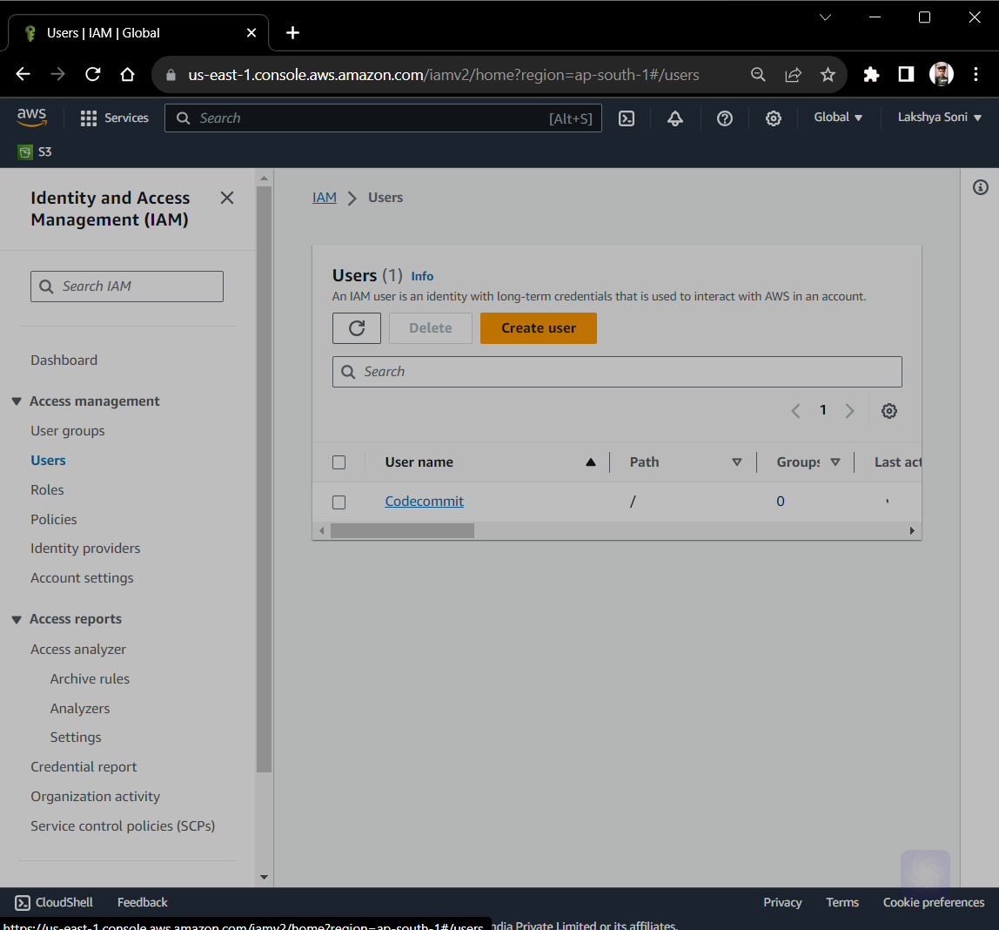 Users | IAM | Global
us-east-1.console.aws.amazon.com/iamv2/home?region=ap-south-1#/users
aws
Services
Search
[Alt+S]
Global
Lakshya Soni
S3
Identity and Access
Management (IAM)
Search IAM
Dashboard
Access management
User groups
Users
Roles
Policies
Identity providers
Account settings
Access reports
Access analyzer
Archive rules
Analyzers
Settings
Credential report
Organization activity
Service control policies (SCPs)
IAM
Users
Users (1) Info
An IAM user is an identity with long-term credentials that is used to interact with AWS in an account.
Delete
Create user
Search
1
User name
Path
Groups
Last act
Codecommit
/
0
CloudShell
Feedback
Privacy
Terms
Cookie preferences
https://us-east-1.console.aws.amazon.com/iamv2/home?region=ap-south-1#/users
ndia Private Limited or its affiliates.